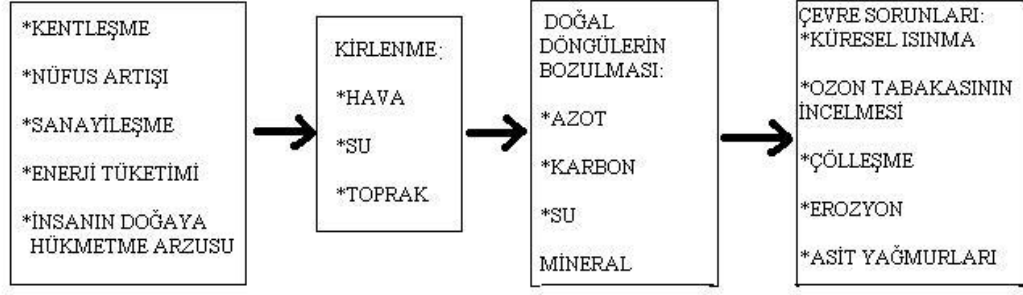 *KENTLEŞME
*NÜFUS ARTIŞI
*SANAYİLEŞME
*ENERJİ TÜKETİMİ
*İNSANIN DOĞAYA
HÜKMETME ARZUSU
KİRLENME:
*HAVA
*SU
*TOPRAK
DOĞAL
DÖNGÜLERİN
BOZULMASI:
*AZOT
*KARBON
*SU
MİNERAL
ÇEVRE SORUNLARI:
*KÜRESEL ISINMA
*OZON TABAKASININ
İNCELMESİ
*ÇÖLLEŞME
*EROZYON
*ASİT YAĞMURLARI